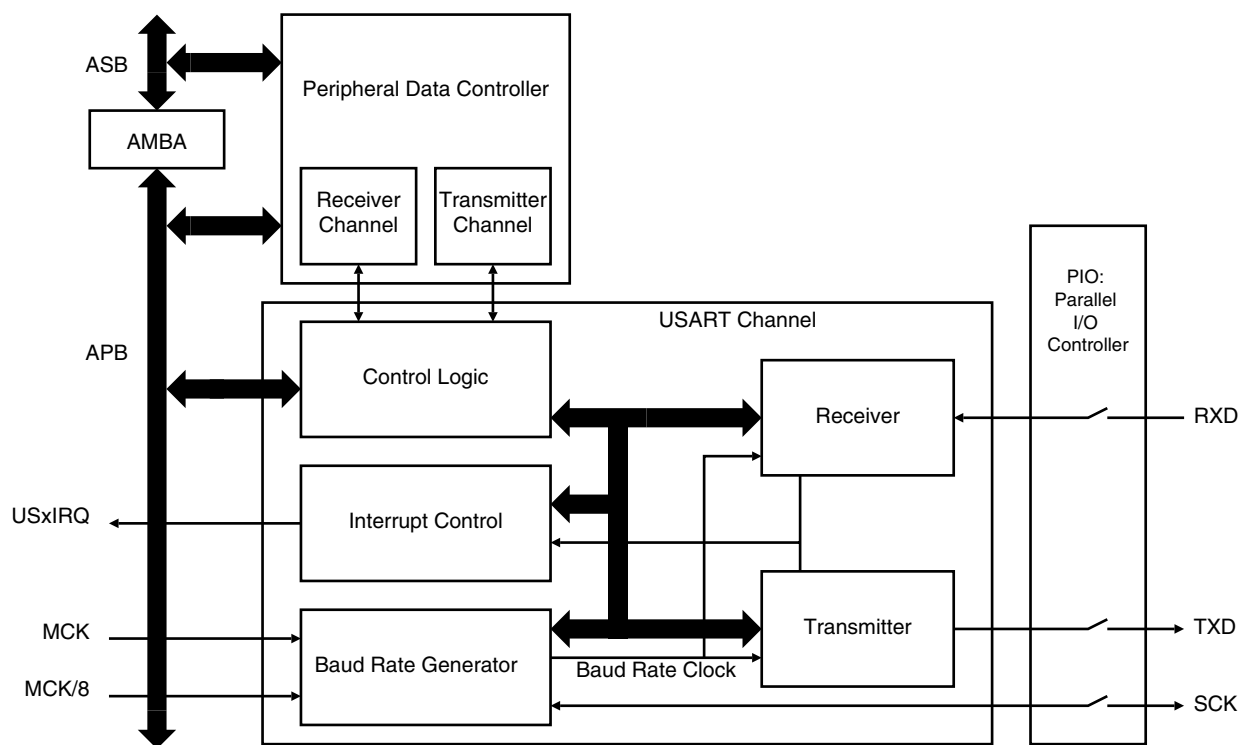 ASB
Peripheral Data Controller
AMBA
Receiver
Channel
Transmitter
Channel
PIO:
Parallel
I/O
Controller
USART Channel
APB
Control Logic
Receiver
RXD
USxIRQ
Interrupt Control
MCK
Transmitter
TXD
Baud Rate Generator
Baud Rate Clock
MCK/8
SCK